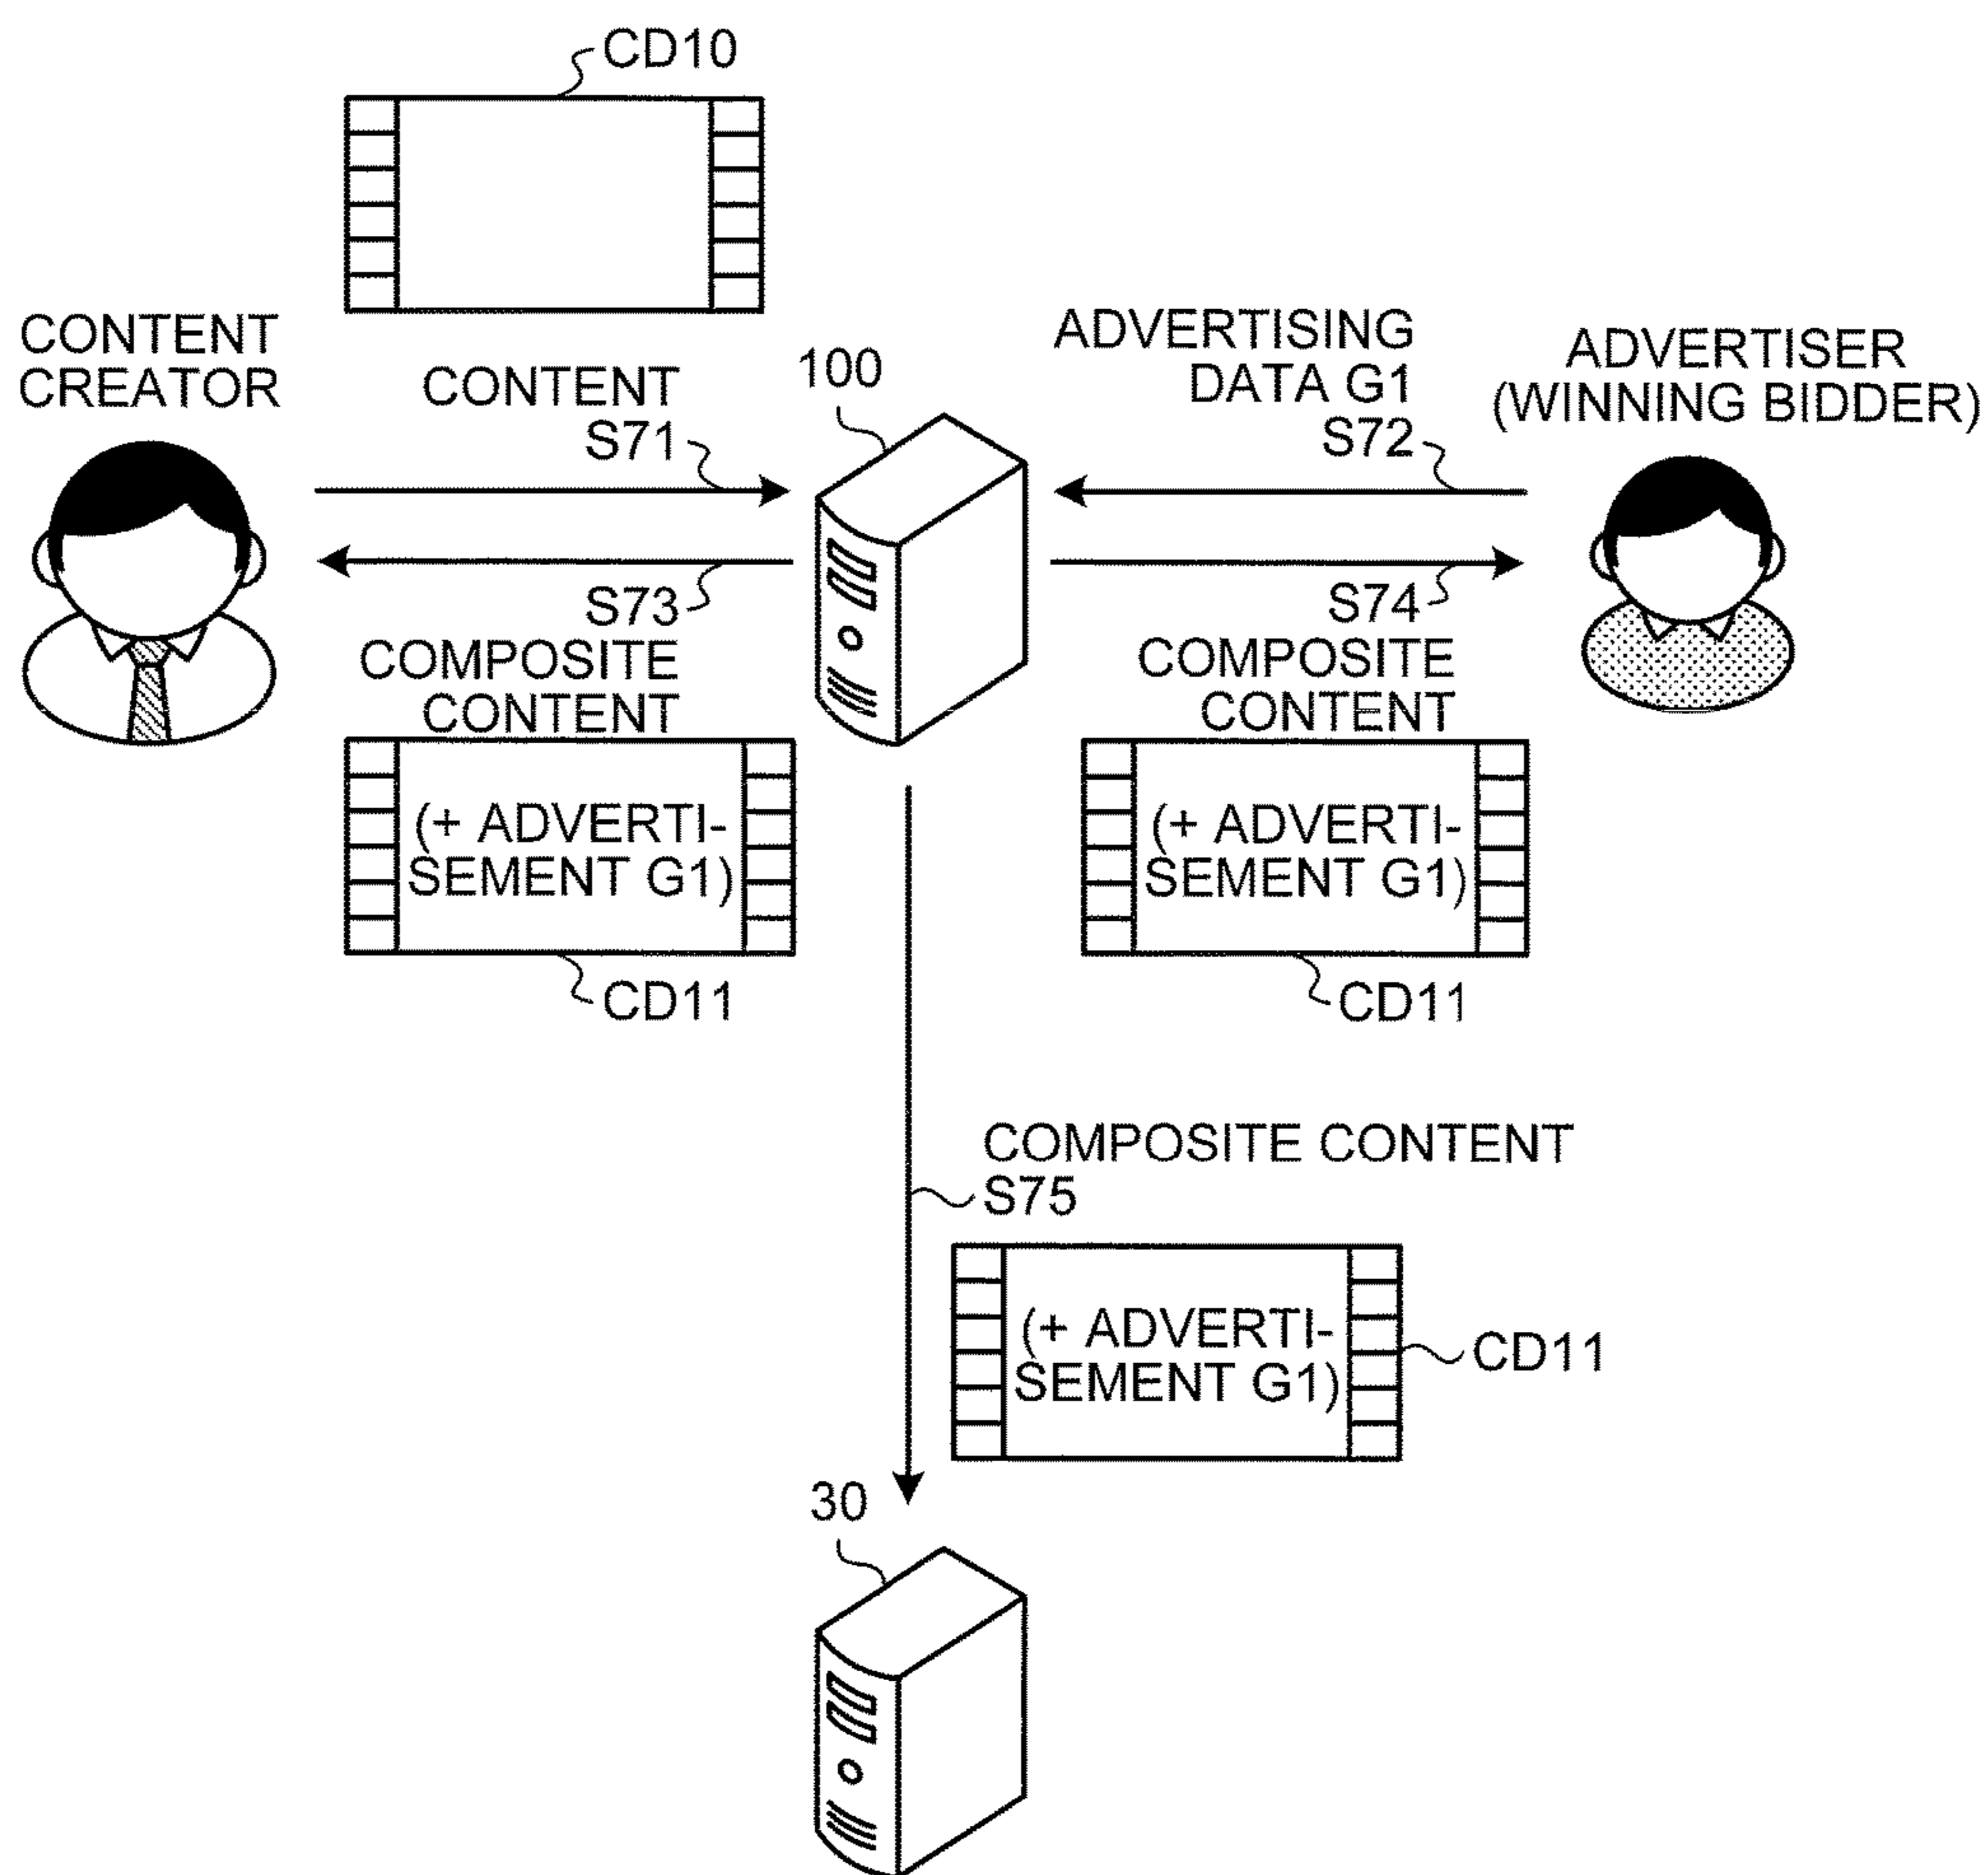 CD10
CONTENT
CREATOR
CONTENT
S71
100
ADVERTISING
DATA G1
S72
ADVERTISER
(WINNING BIDDER)
S73
COMPOSITE
CONTENT
S74
COMPOSITE
CONTENT
(+ ADVERTI-
SEMENT G1)
CD11
(+ ADVERTI-
SEMENT G1)
CD11
COMPOSITE CONTENT
S75
(+ ADVERTI-
SEMENT G1)
CD11
30